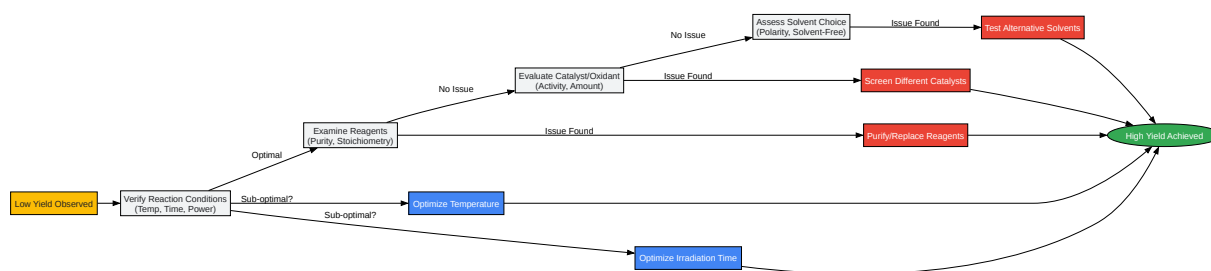 Assess Solvent Choice
(Polarity, Solvent-Free)
Issue Found
Test Alternative Solvents
No Issue
Evaluate Catalyst/Oxidant
(Activity, Amount)
Issue Found
Screen Different Catalysts
No Issue
Examine Reagents
(Purity, Stoichiometry)
Issue Found
Purify/Replace Reagents
High Yield Achieved
Optimal
Low Yield Observed
Verify Reaction Conditions
(Temp, Time, Power)
Sub-optimal?
Optimize Temperature
Sub-optimal?
Optimize Irradiation Time